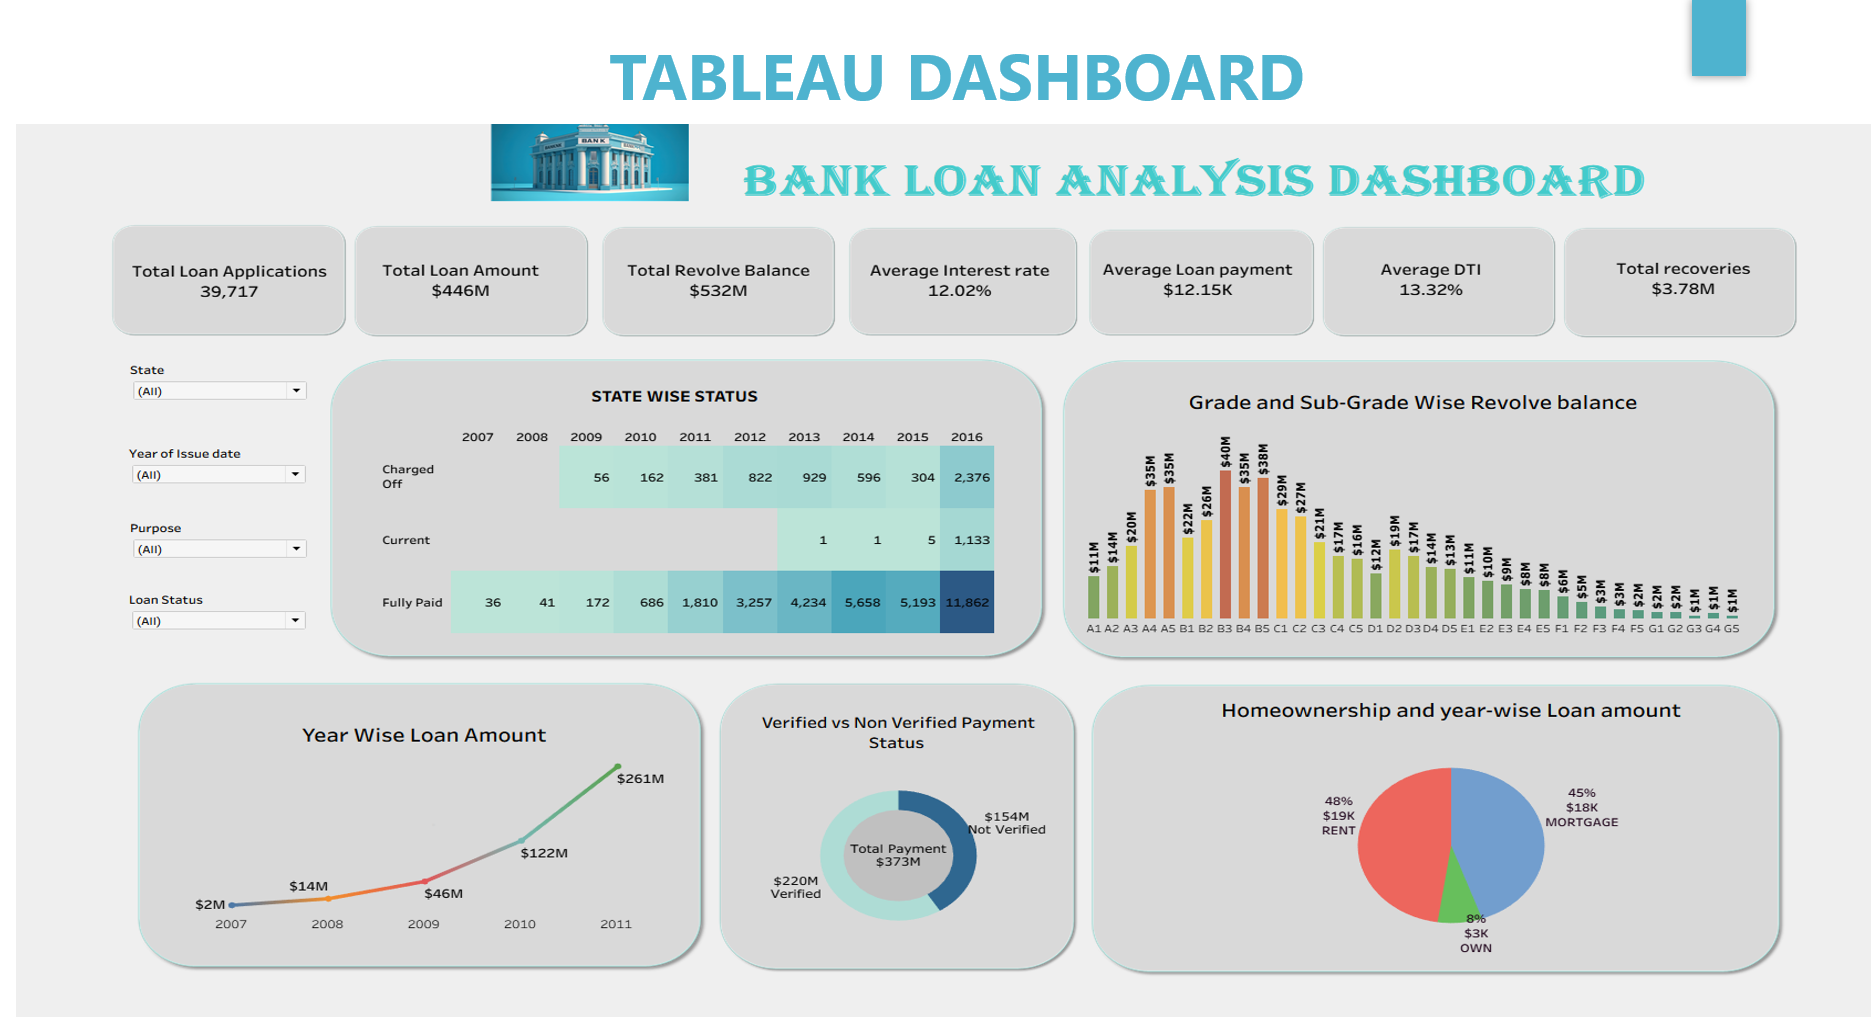 TABLEAU DASHBOARD
BANK
BANK LOAN ANALYSIS DASHBOARD
Total Loan Applications
39,717
Total Loan Amount
$446M
Total Revolve Balance
$532M
Average Interest rate
12.02%
Average Loan payment
$12.15K
Average DTI
13.32%
Total recoveries
$3.78M
State
(All)
Year of Issue date
(All)
Purpose
(All)
Loan Status
(All)
STATE WISE STATUS
2007 2008 2009 2010 2011 2012 2013 2014 2015 2016
Charged
Off
56 162 381 822 929 596 304 2,376
Current 1 1 5 1,133
Fully Paid 36 41 172 686 1,810 3,257 4,234 5,658 5,193 11,862
Grade and Sub-Grade Wise Revolve balance
$11M $14M $20M $35M $35M $22M $26M $40M $35M $38M $29M $27M $21M $17M $16M $12M $19M $17M $14M $13M $11M $10M $9M $8M $8M $6M $5M $3M $3M $2M $2M $2M $1M $1M $1M
A1 A2 A3 A4 A5 B1 B2 B3 B4 B5 C1 C2 C3 C4 C5 D1 D2 D3 D4 D5 E1 E2 E3 E4 E5 F1 F2 F3 F4 F5 G1 G2 G3 G4 G5
Year Wise Loan Amount
$261M
$122M
$14M
$46M
$2M
2007 2008 2009 2010 2011
Verified vs Non Verified Payment
Status
$154M
Not Verified
Total Payment
$373M
$220M
Verified
Homeownership and year-wise Loan amount
48%
$19K
RENT
45%
$18K
MORTGAGE
8%
$3K
OWN